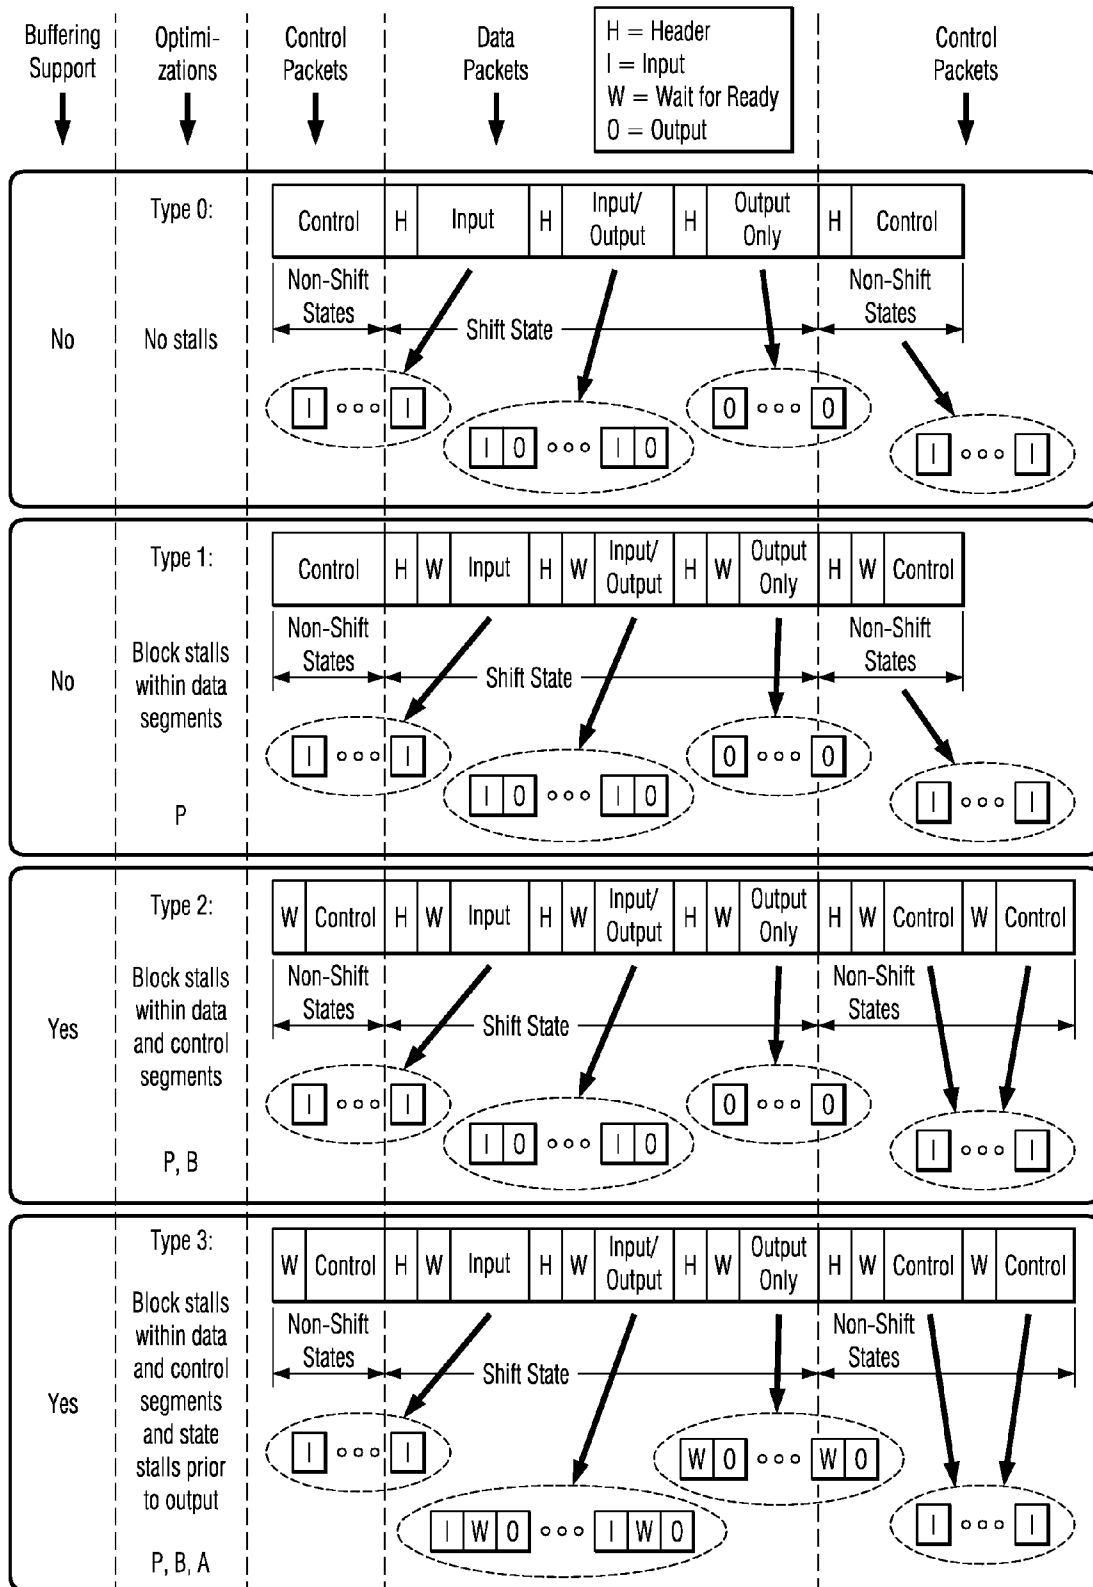 Buffering Support
Optimi-zations
Control Packets
Data Packets
H = Header
I = Input
W = Wait for Ready
O = Output
Control Packets
Type 0:
Control H Input H Input/Output H Output Only H Control
Non-Shift States
Shift State
Non-Shift States
No
No stalls
I I
I O I O
O O
I I
Type 1:
Control H W Input H W Input/Output H W Output Only H W Control
Non-Shift States
Shift State
Non-Shift States
No
Block stalls
within data
segments
P
I I
I O I O
O O
I I
Type 2:
W Control H W Input H W Input/Output H W Output Only H W Control W Control
Non-Shift States
Shift State
Non-Shift States
Yes
Block stalls
within data
and control
segments
P, B
I I
I O I O
O O
I I
Type 3:
W Control H W Input H W Input/Output H W Output Only H W Control W Control
Non-Shift States
Shift State
Non-Shift States
Yes
Block stalls
within data
and control
segments
and state
stalls prior
to output
P, B, A
I I
I W O I W O
W O W O
I I